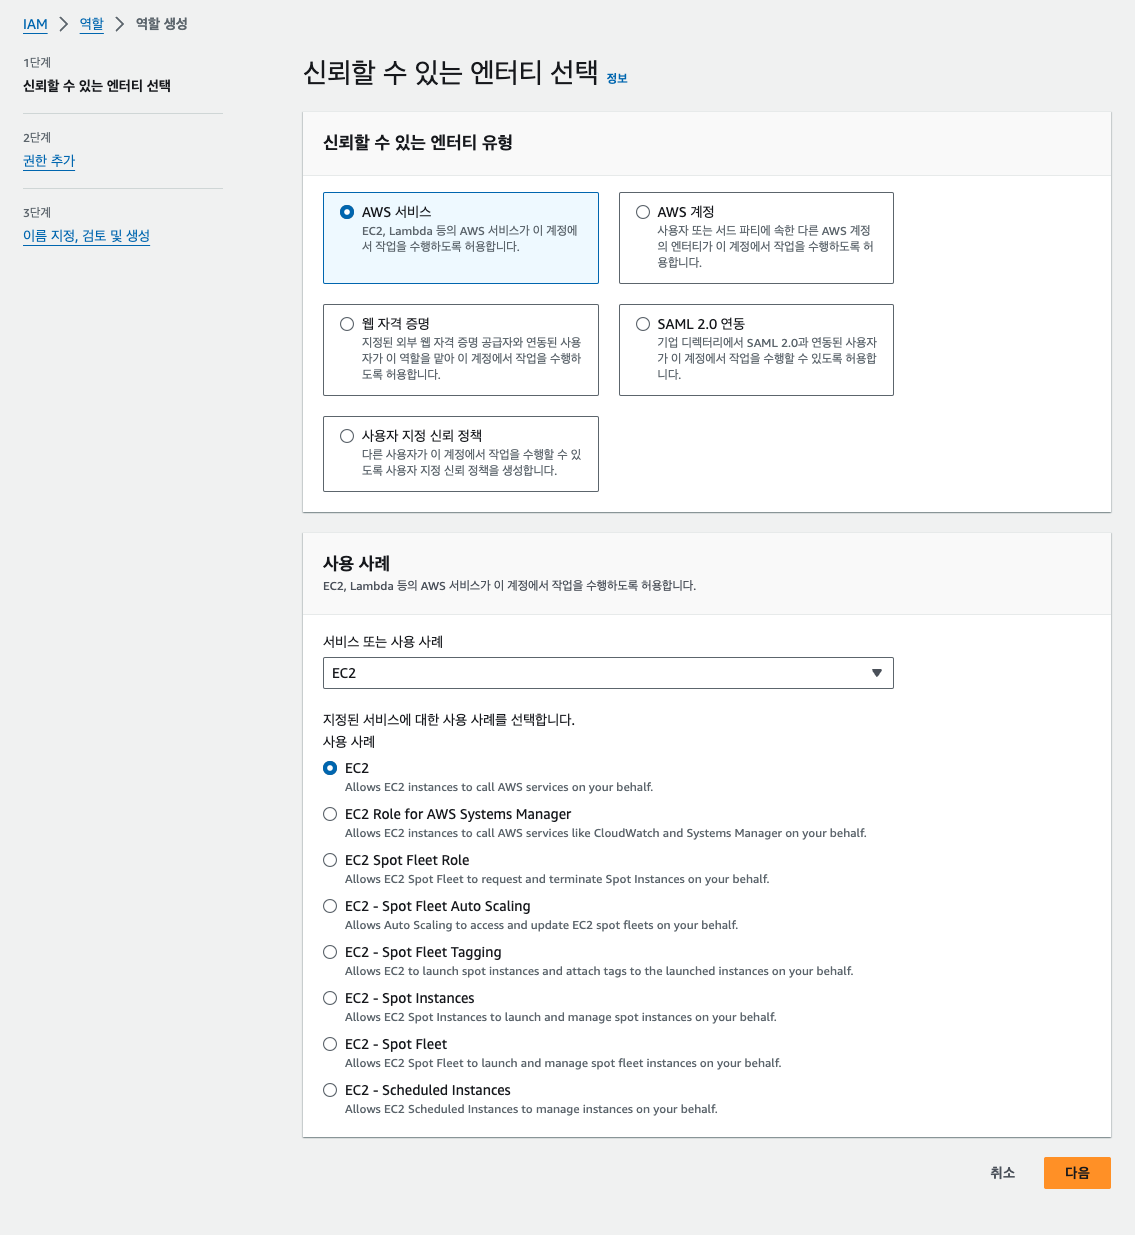 IAM > 역할 > 역할 생성
1단계
신뢰할 수 있는 엔터티 선택
2단계
권한 추가
3단계
이름 지정, 검토 및 생성
신뢰할 수 있는 엔터티 선택 정보
신뢰할 수 있는 엔터티 유형
AWS 서비스
EC2, Lambda 등의 AWS 서비스가 이 계정에
서 작업을 수행하도록 허용합니다.
AWS 계정
사용자 또는 서드 파티에 속한 다른 AWS 계정
의 엔터티가 이 계정에서 작업을 수행하도록 허
용합니다.
웹 자격 증명
지정된 외부 웹 자격 증명 공급자와 연동된 사용
자가 이 역할을 맡아 이 계정에서 작업을 수행하
도록 허용합니다.
SAML 2.0 연동
기업 디렉터리에서 SAML 2.0과 연동된 사용자
가 이 계정에서 작업을 수행할 수 있도록 허용합
니다.
사용자 지정 신뢰 정책
다른 사용자가 이 계정에서 작업을 수행할 수 있
도록 사용자 지정 신뢰 정책을 생성합니다.
사용 사례
EC2, Lambda 등의 AWS 서비스가 이 계정에서 작업을 수행하도록 허용합니다.
서비스 또는 사용 사례
EC2
지정된 서비스에 대한 사용 사례를 선택합니다.
사용 사례
EC2
Allows EC2 instances to call AWS services on your behalf.
EC2 Role for AWS Systems Manager
Allows EC2 instances to call AWS services like CloudWatch and Systems Manager on your behalf.
EC2 Spot Fleet Role
Allows EC2 Spot Fleet to request and terminate Spot Instances on your behalf.
EC2 - Spot Fleet Auto Scaling
Allows Auto Scaling to access and update EC2 spot fleets on your behalf.
EC2 - Spot Fleet Tagging
Allows EC2 to launch spot instances and attach tags to the launched instances on your behalf.
EC2 - Spot Instances
Allows EC2 Spot Instances to launch and manage spot instances on your behalf.
EC2 - Spot Fleet
Allows EC2 Spot Fleet to launch and manage spot fleet instances on your behalf.
EC2 - Scheduled Instances
Allows EC2 Scheduled Instances to manage instances on your behalf.
취소
다음